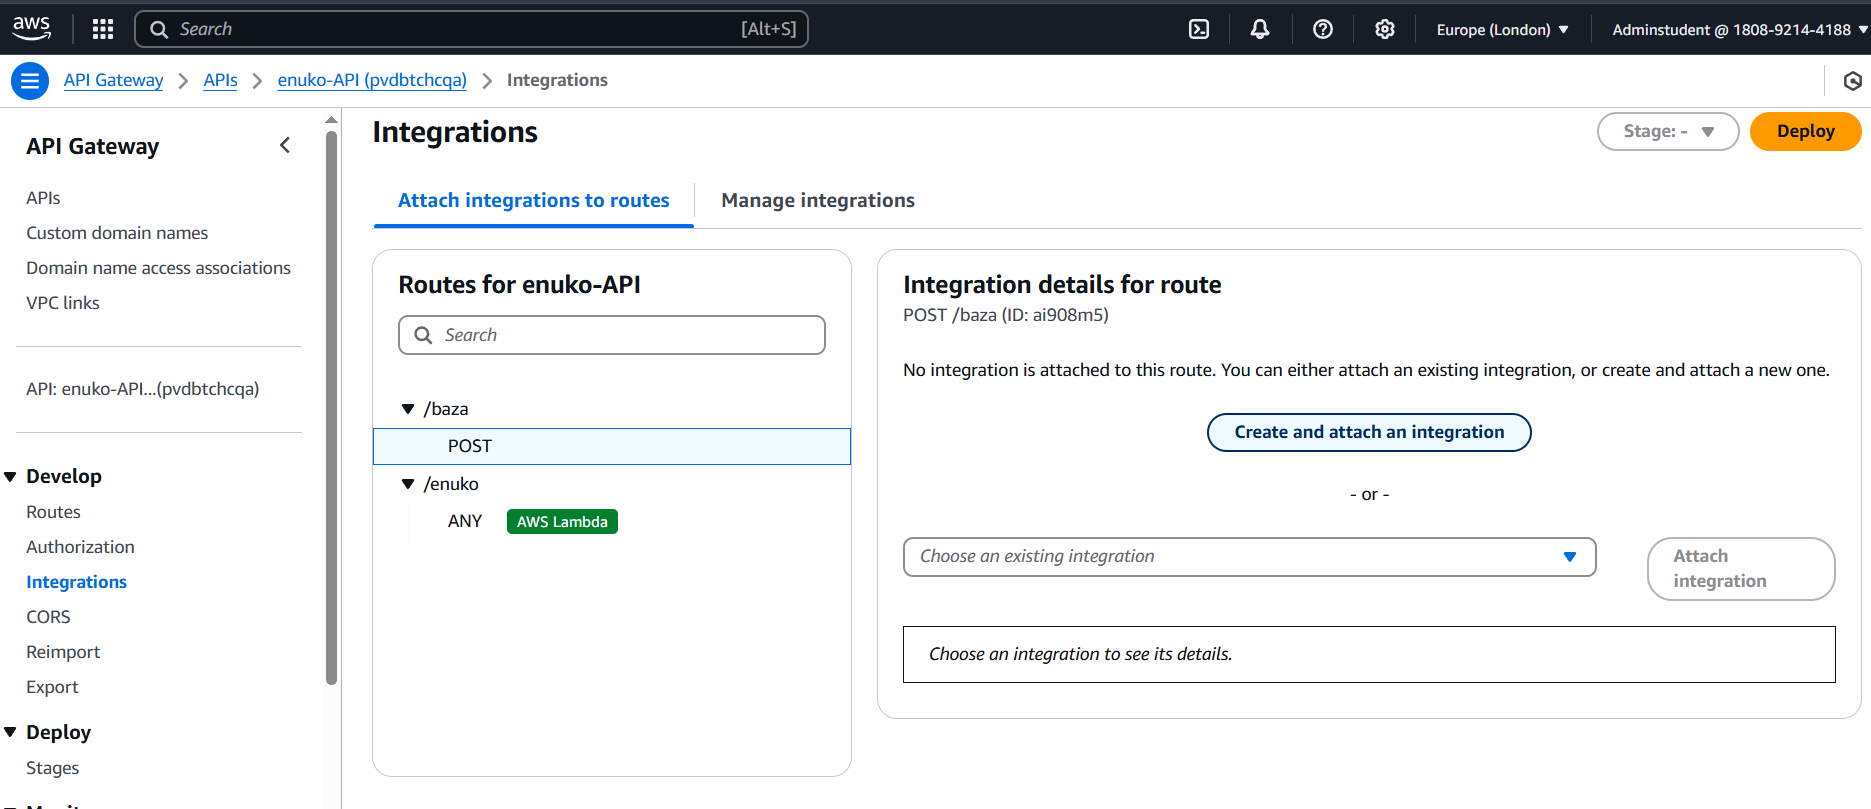 aws
Search [Alt+S]
Europe (London)
Adminstudent @ 1808-9214-4188
API Gateway > APIs > enuko-API (pvdbtchcqa) > Integrations
API Gateway
APIs
Custom domain names
Domain name access associations
VPC links
API: enuko-API...(pvdbtchcqa)
Develop
Routes
Authorization
Integrations
CORS
Reimport
Export
Deploy
Stages
Integrations
Stage: -
Deploy
Attach integrations to routes
Manage integrations
Routes for enuko-API
Search
/baza
POST
/enuko
ANY AWS Lambda
Integration details for route
POST /baza (ID: ai908m5)
No integration is attached to this route. You can either attach an existing integration, or create and attach a new one.
Create and attach an integration
- or -
Choose an existing integration
Attach
integration
Choose an integration to see its details.